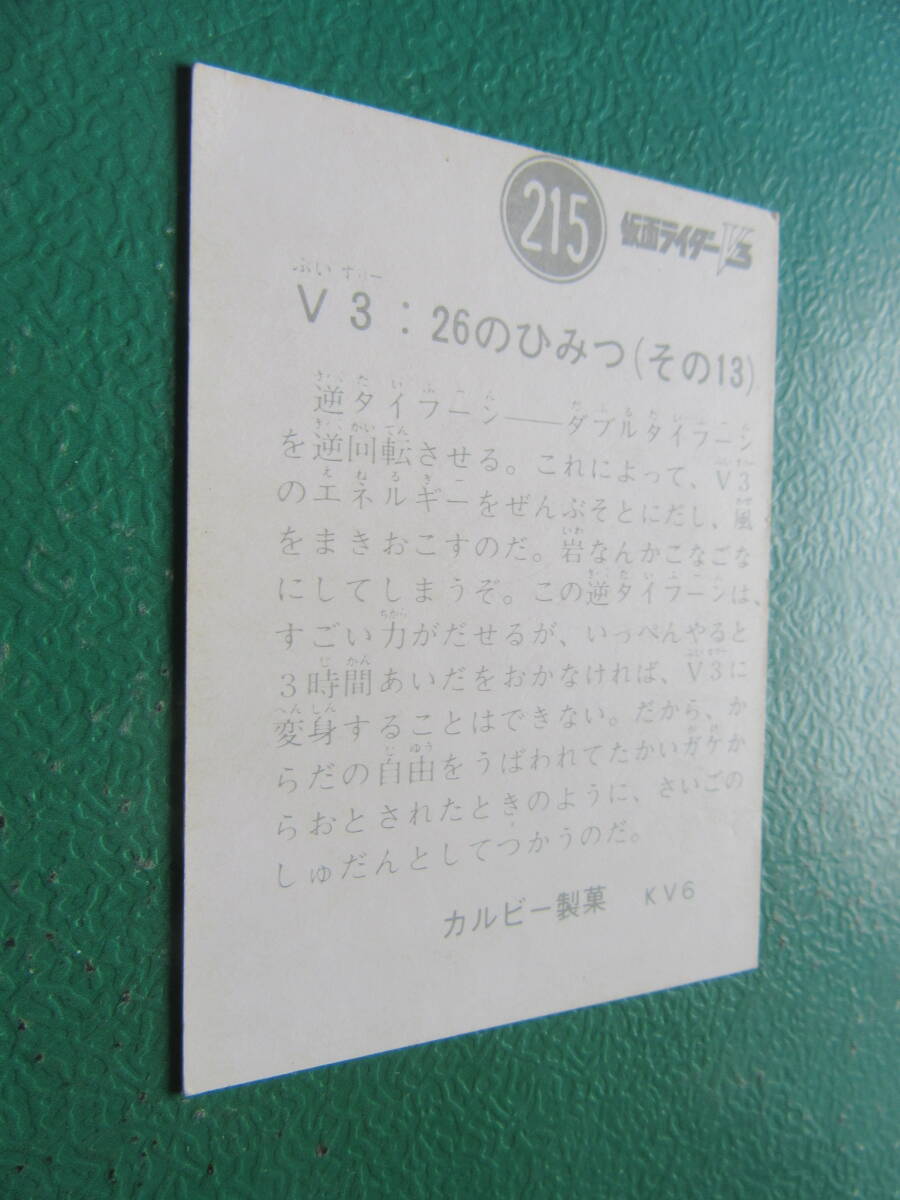 215 仮面ライダーV3
ぶいすりー
V3：26のひみつ(その13)
逆タイフーン――ダブルタイフーン
を逆回転させる。これによって、V3
のエネルギーをぜんぶそとにだし、風
をまきおこすのだ。岩なんかこなごな
にしてしまうぞ。この逆タイフーンは、
すごい力がだせるが、いっぺんやると
3時間あいだをおかなければ、V3に
変身することはできない。だから、か
らだの自由をうばわれてたかいガケか
らおとされたときのように、さいごの
しゅだんとしてつかうのだ。
カルビー製菓 KV6